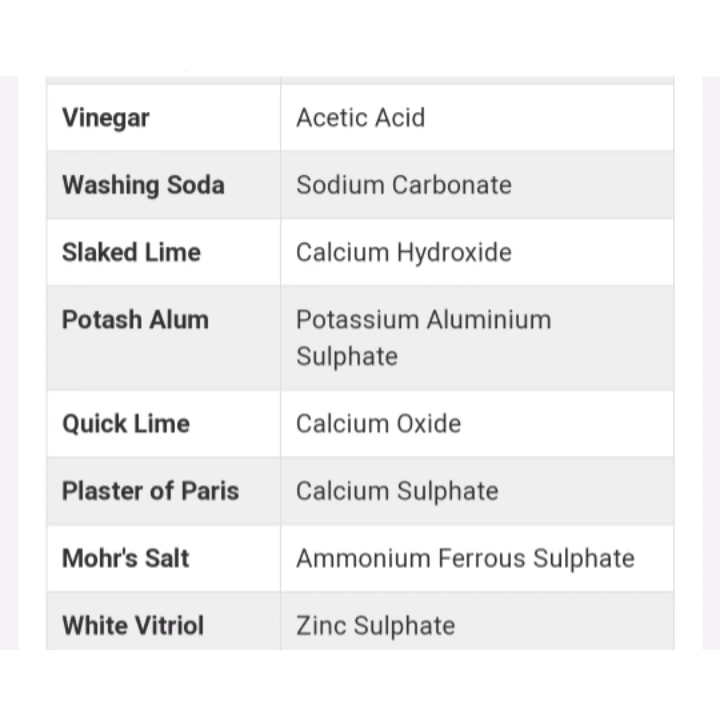 Vinegar Acetic Acid
Washing Soda Sodium Carbonate
Slaked Lime Calcium Hydroxide
Potash Alum Potassium Aluminium
Sulphate
Quick Lime Calcium Oxide
Plaster of Paris Calcium Sulphate
Mohr's Salt Ammonium Ferrous Sulphate
White Vitriol Zinc Sulphate